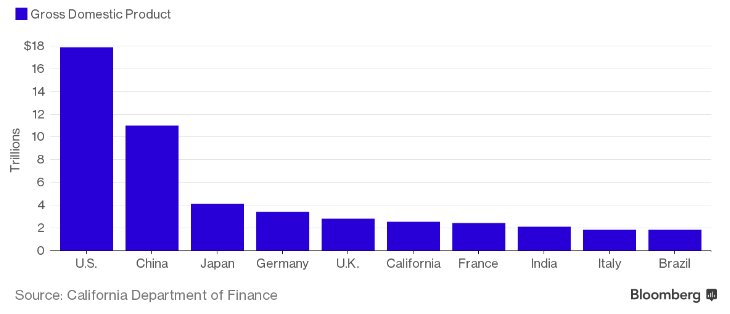 Gross Domestic Product
$18
16
14
12
10
8
6
4
2
0
Trillions
U.S. China Japan Germany U.K. California France India Italy Brazil
Source: California Department of Finance
Bloomberg